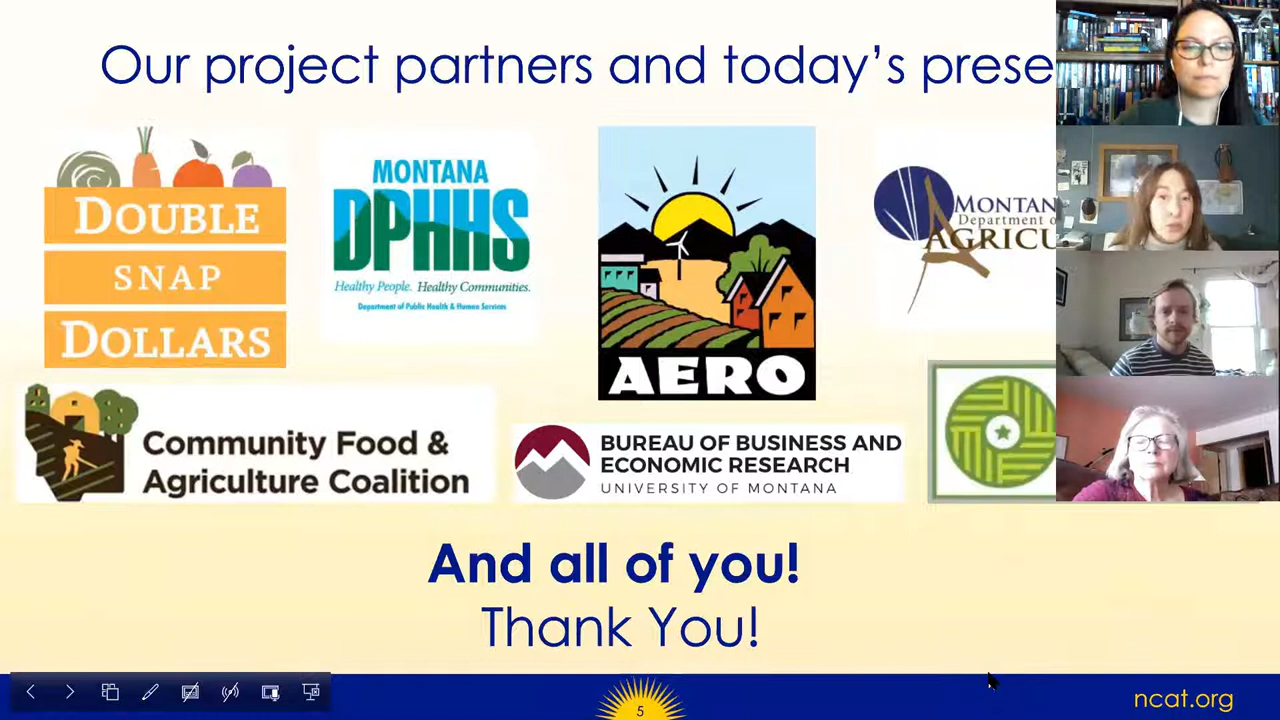 Our project partners and today's prese
DOUBLE
SNAP
DOLLARS
MONTANA
DPHHS
Healthy People. Healthy Communities.
Department of Public Health & Human Services
AERO
MONTAN
Department o
AGRICU
Community Food &
Agriculture Coalition
BUREAU OF BUSINESS AND
ECONOMIC RESEARCH
UNIVERSITY OF MONTANA
And all of you!
Thank You!
5
ncat.org